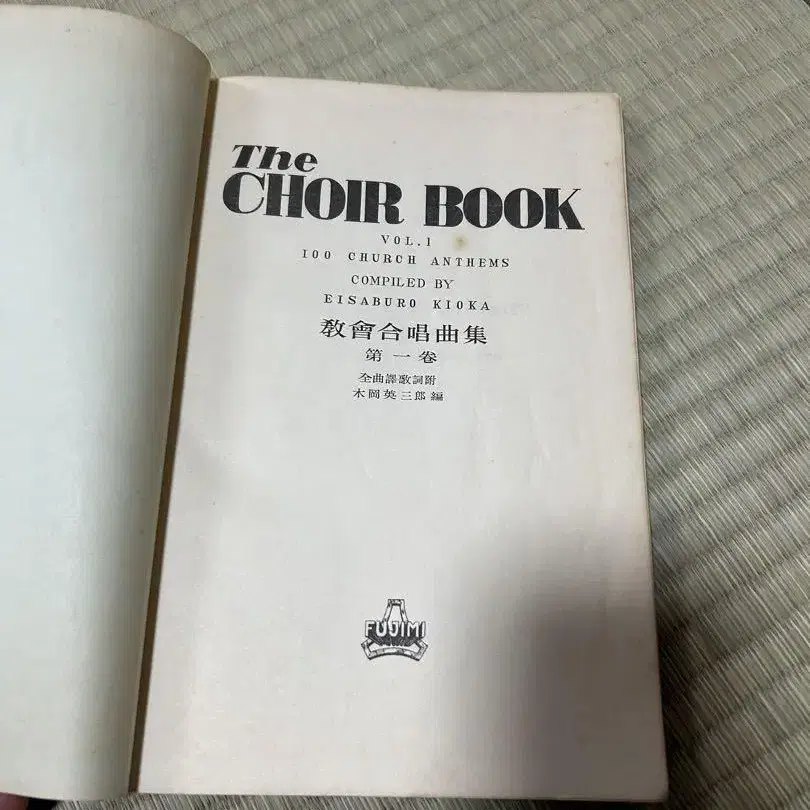 The
CHOIR BOOK
VOL.1
100 CHURCH ANTHEMS
COMPILED BY
EISABURO KIOKA
教會合唱曲集
第一卷
全曲譯歌詞附
木岡英三郎編
FUJIMI